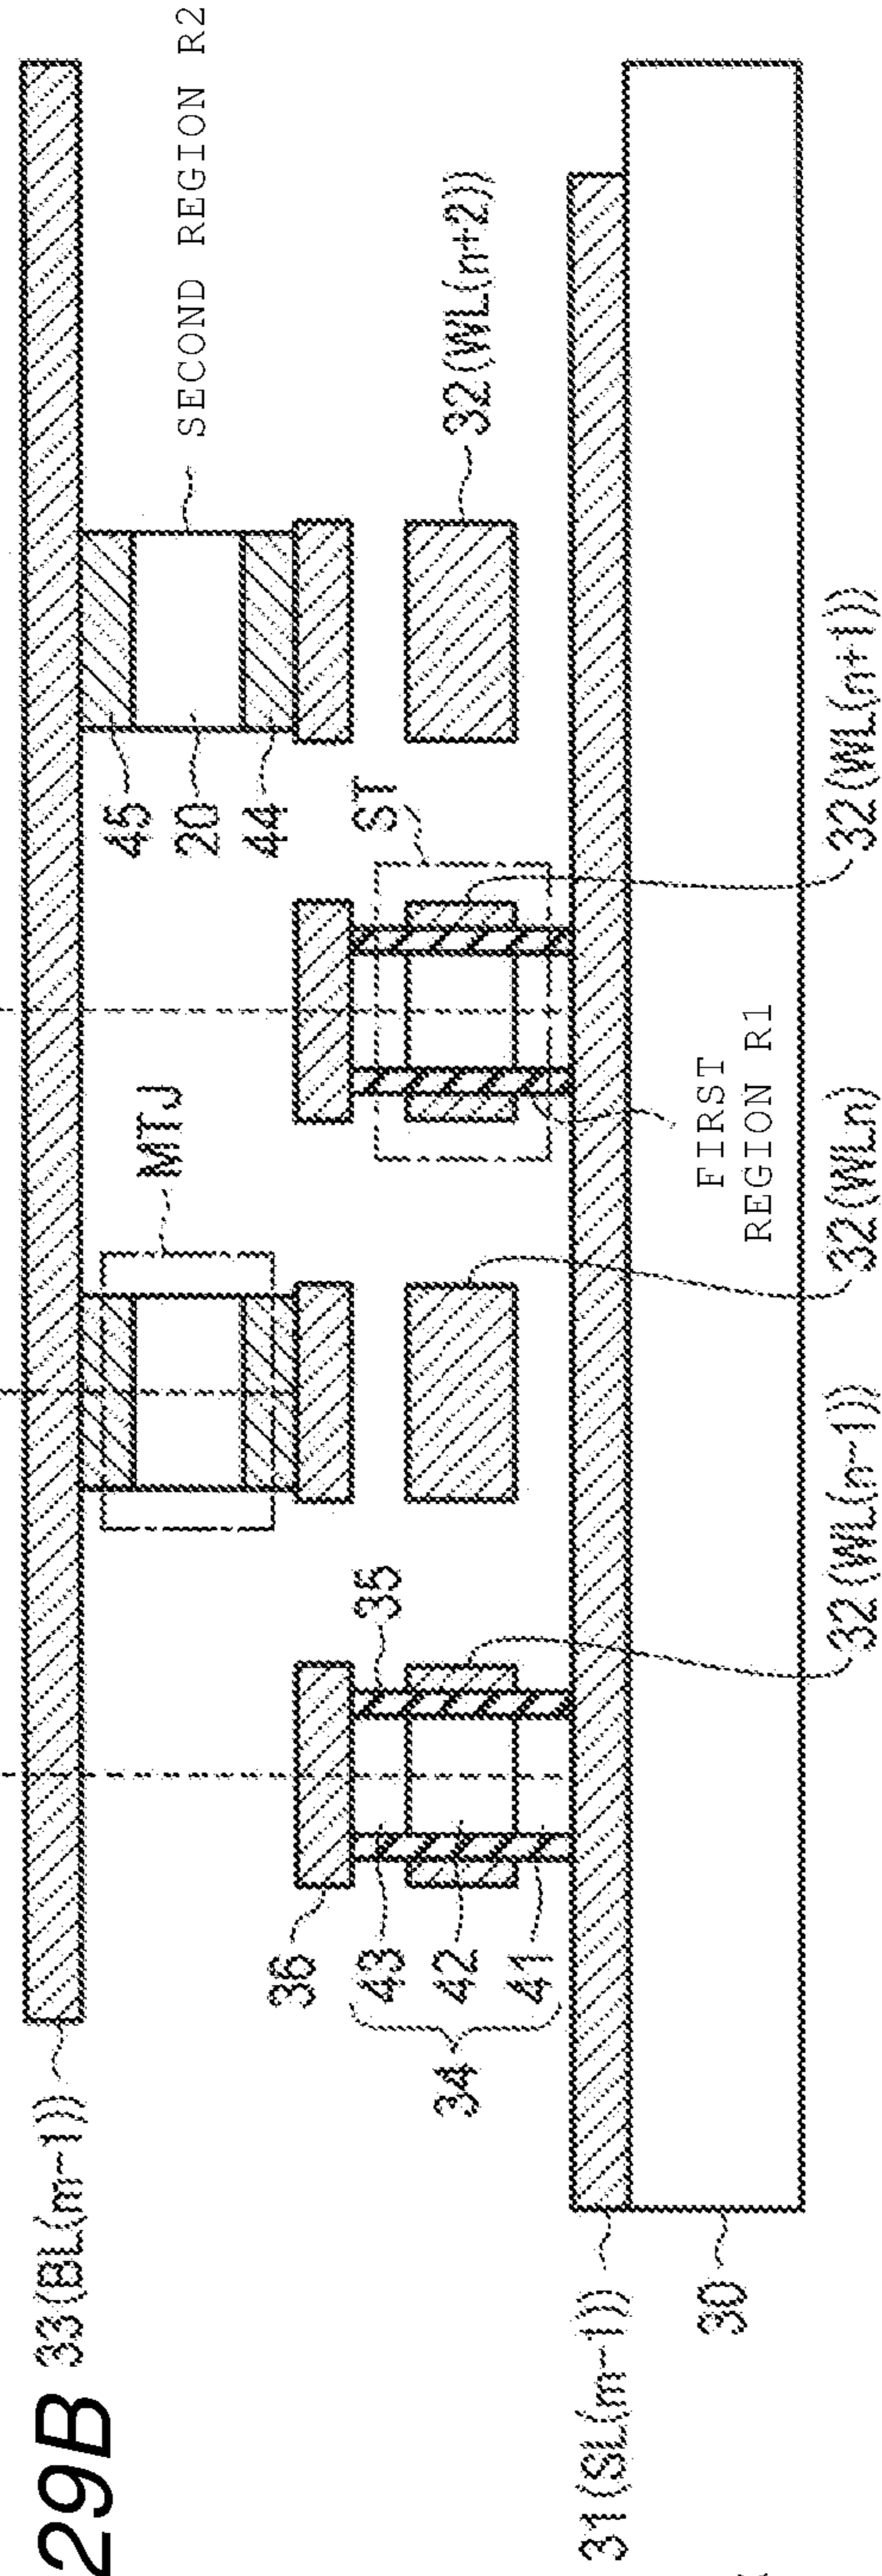 29B
33(BL(m-1))
SECOND REGION R2
MTJ
45
20
44
ST
36
43
42
41
34
35
32(WL(n+2))
31(SL(m-1))
30
FIRST
REGION R1
32(WL(n-1))
32(WLn)
32(WL(n+1))